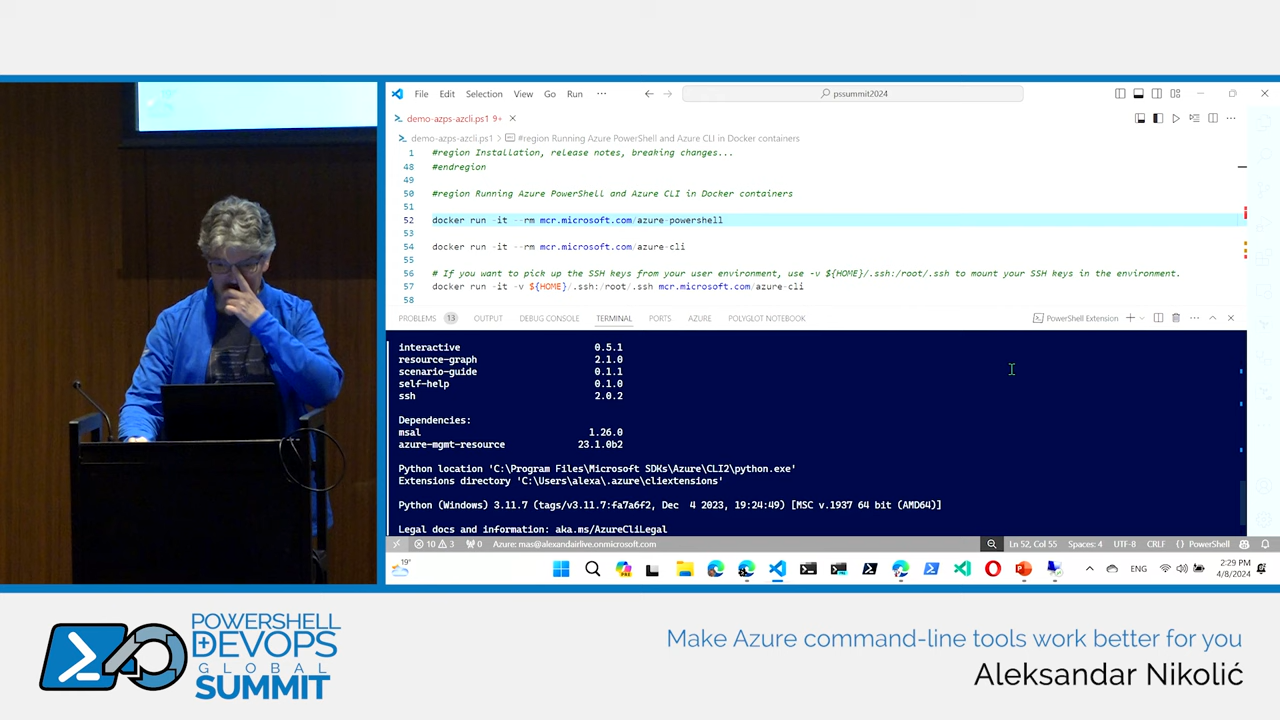 File Edit Selection View Go Run ... pssummit2024
demo-azps-azcli.ps1 9+
demo-azps-azcli.ps1 > #region Running Azure PowerShell and Azure CLI in Docker containers
1 #region Installation, release notes, breaking changes...
48 #endregion
49
50 #region Running Azure PowerShell and Azure CLI in Docker containers
51
52 docker run -it --rm mcr.microsoft.com/azure-powershell
53
54 docker run -it --rm mcr.microsoft.com/azure-cli
55
56 # If you want to pick up the SSH keys from your user environment, use -v ${HOME}/.ssh:/root/.ssh to mount your SSH keys in the environment.
57 docker run -it -v ${HOME}/.ssh:/root/.ssh mcr.microsoft.com/azure-cli
58
PROBLEMS 13 OUTPUT DEBUG CONSOLE TERMINAL PORTS AZURE POLYGLOT NOTEBOOK PowerShell Extension
interactive 0.5.1
resource-graph 2.1.0
scenario-guide 0.1.1
self-help 0.1.0
ssh 2.0.2
Dependencies:
msal 1.26.0
azure-mgmt-resource 23.1.0b2
Python location 'C:\Program Files\Microsoft SDKs\Azure\CLI2\python.exe'
Extensions directory 'C:\Users\alexa\.azure\cliextensions'
Python (Windows) 3.11.7 (tags/v3.11.7:fa7a6f2, Dec  4 2023, 19:24:49) [MSC v.1937 64 bit (AMD64)]
Legal docs and information: aka.ms/AzureCliLegal
10 3 0 Azure: mas@alexandairlive.onmicrosoft.com Ln 52, Col 55 Spaces: 4 UTF-8 CRLF {} PowerShell
19° ENG 2:29 PM
4/8/2024
POWERSHELL
+DEVOPS
GLOBAL
SUMMIT
Make Azure command-line tools work better for you
Aleksandar Nikolić